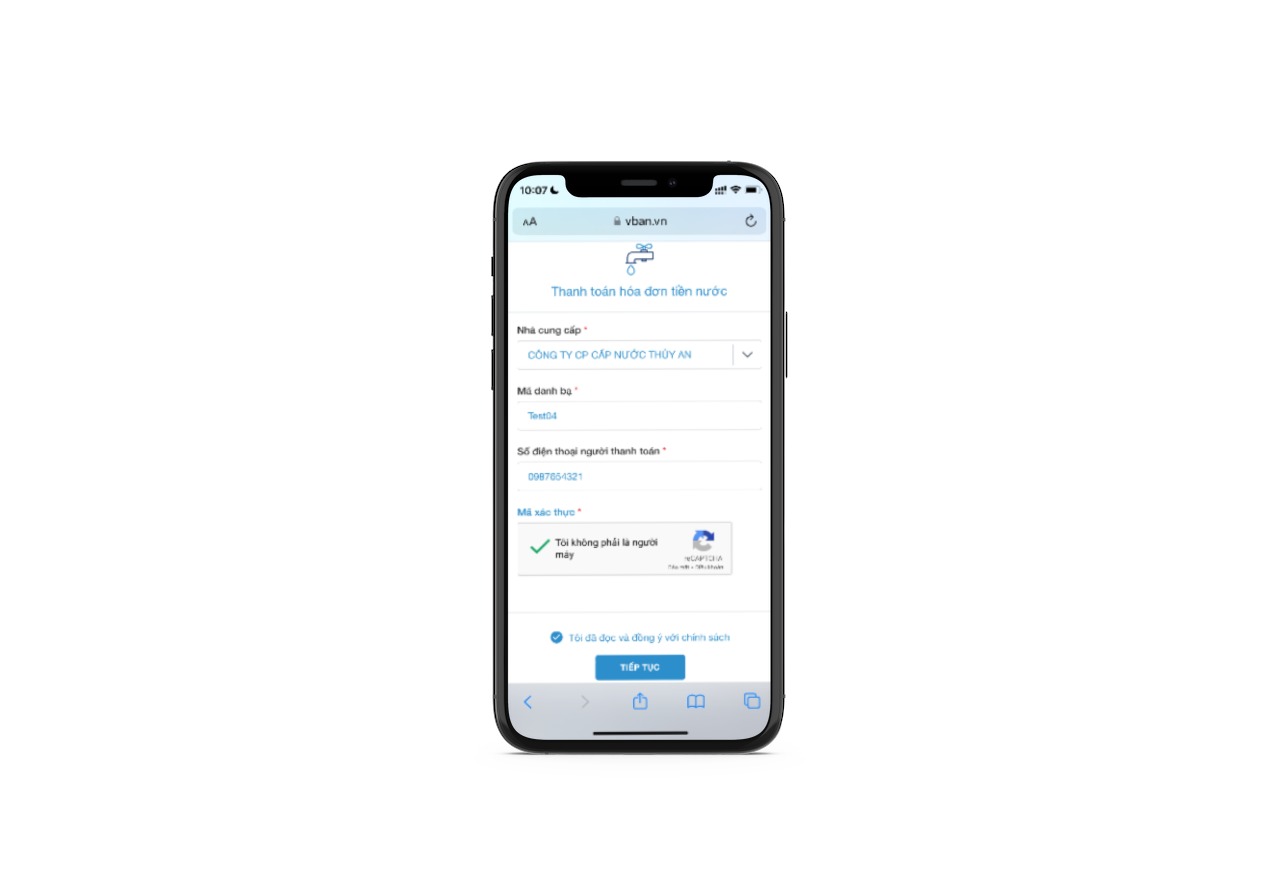 10:07
AA
vban.vn
Thanh toán hóa đơn tiền nước
Nhà cung cấp *
CÔNG TY CP CẤP NƯỚC THỦY AN
Mã danh bạ *
Test04
Số điện thoại người thanh toán *
0987654321
Mã xác thực *
Tôi không phải là người
máy
reCAPTCHA
Tôi đã đọc và đồng ý với chính sách
TIẾP TỤC